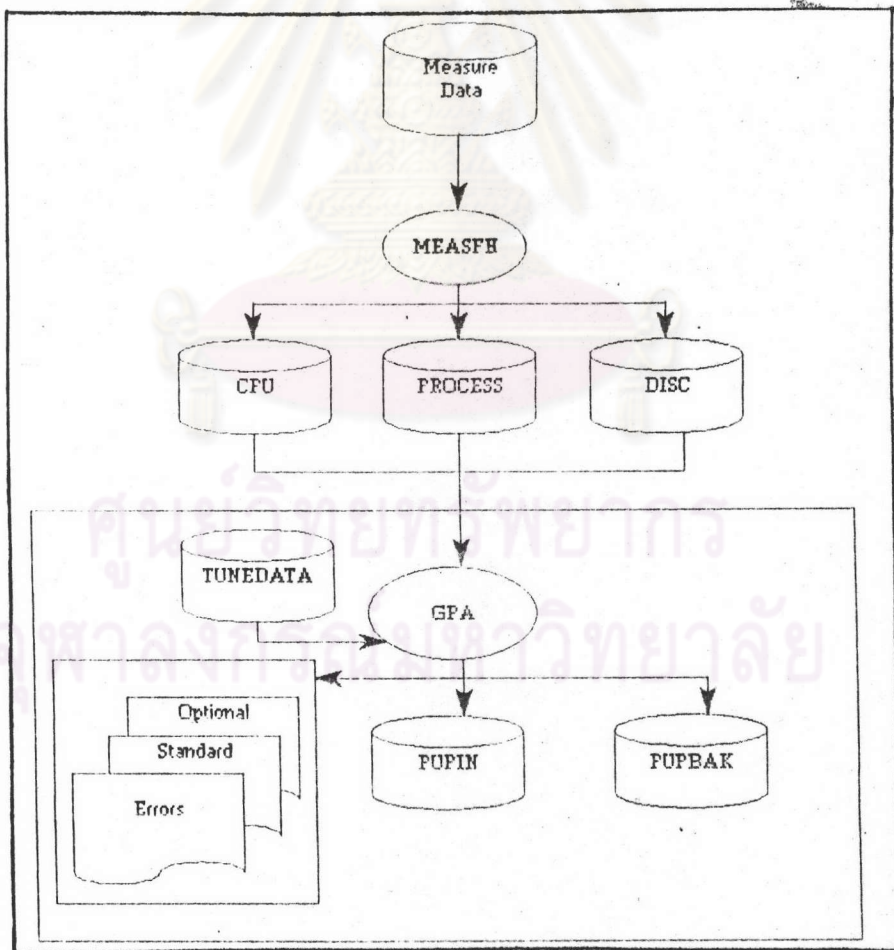 Measure
Data
MEASFH
CPU
PROCESS
DISC
ศูนย์วิทยทรัพยากร
TUNEDATA
GPA
จุฬาลงกรณ์มหาวิทยาลัย
Optional
Standard
Errors
PUPIN
PUPBAK